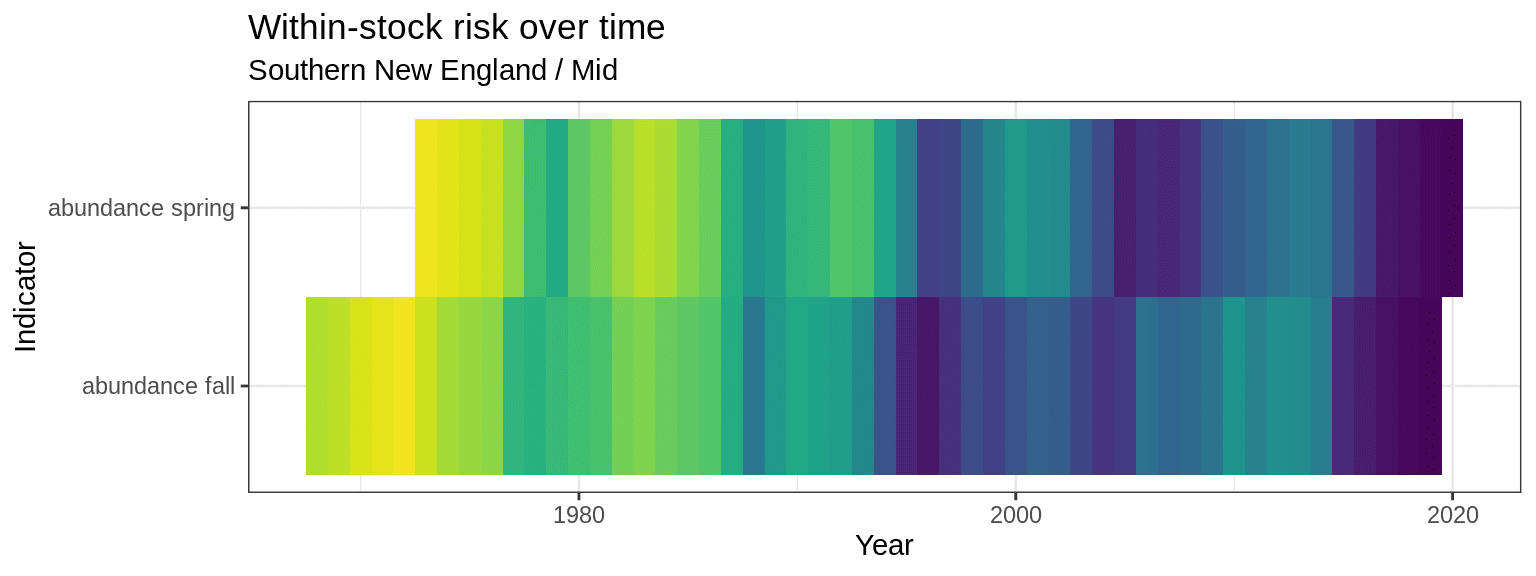 Within-stock risk over time
Southern New England / Mid
Indicator
abundance spring
abundance fall
1980 2000 2020
Year